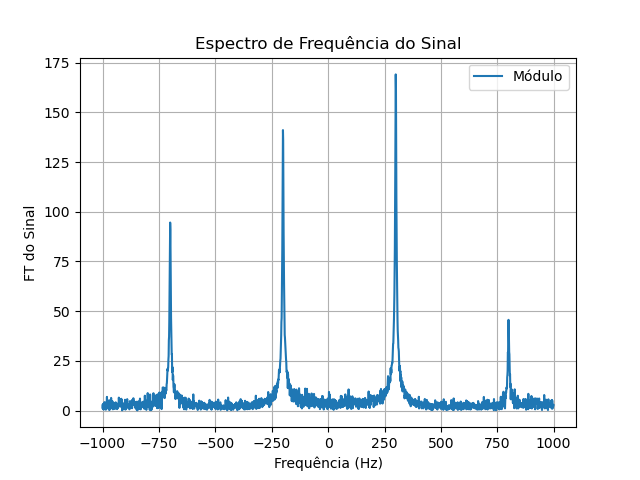 Espectro de Frequência do Sinal
Módulo
FT do Sinal
175
150
125
100
75
50
25
0
−1000 −750 −500 −250 0 250 500 750 1000
Frequência (Hz)